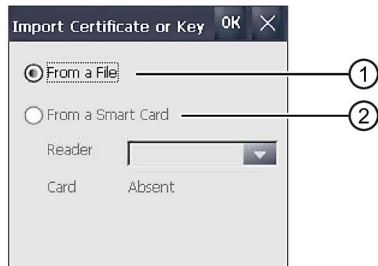 Import Certificate or Key OK
From a File
1
From a Smart Card
2
Reader
Card Absent